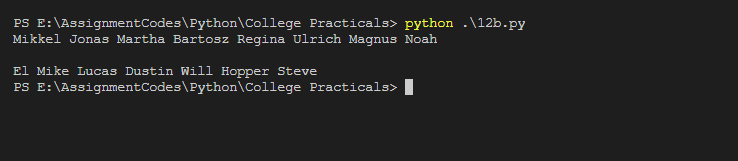 PS E:\AssignmentCodes\Python\College Practicals> python .\12b.py
Mikkel Jonas Martha Bartosz Regina Ulrich Magnus Noah
El Mike Lucas Dustin Will Hopper Steve
PS E:\AssignmentCodes\Python\College Practicals>